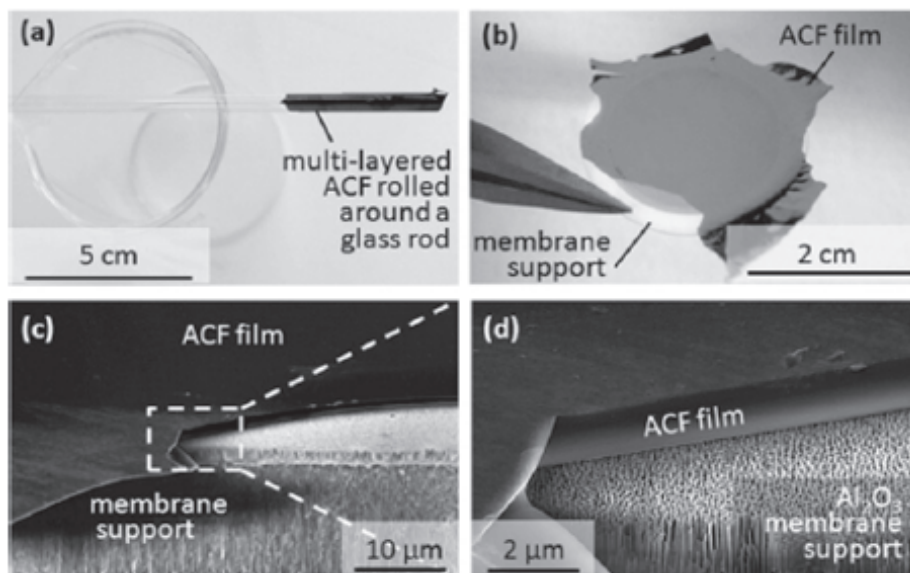 (a)
multi-layered
ACF rolled
around a
glass rod
5 cm
(b)
ACF film
membrane
support
2 cm
(c)
ACF film
membrane
support
10 µm
(d)
ACF film
Al₂O₃
membrane
support
2 µm